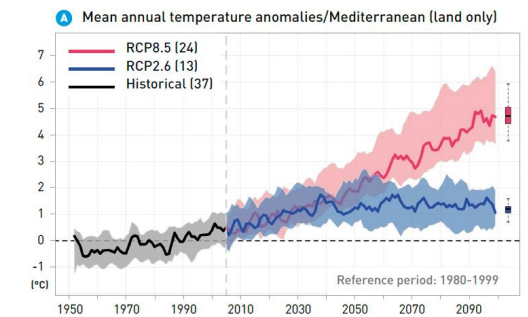 A Mean annual temperature anomalies/Mediterranean (land only)
7
RCP8.5 (24)
RCP2.6 (13)
6
Historical (37)
5
4
3
2
1
0
-1
(°C)
Reference period: 1980-1999
1950 1970 1990 2010 2030 2050 2070 2090